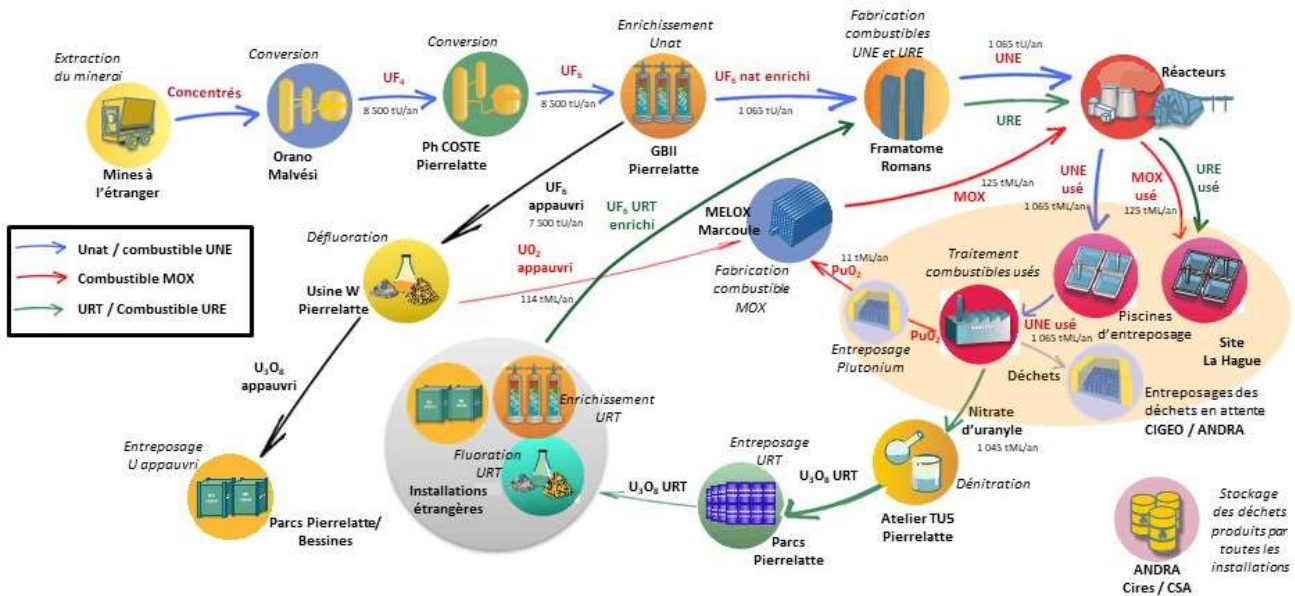 Extraction
du minerai
Mines à
l'étranger
Concentrés
Conversion
Orano
Malvési
UF₄
8 500 tU/an
Conversion
Ph COSTE
Pierrelatte
UF₆
8 500 tU/an
Enrichissement
Unat
GBII
Pierrelatte
UF₆ nat enrichi
1 065 tU/an
Fabrication
combustibles
UNE et URE
Framatome
Romans
1 065 tU/an
UNE
URE
Réacteurs
UF₆
appauvri
7 500 tU/an
UF₆ URT
enrichi
MELOX
Marcoule
Fabrication
combustible
MOX
125 tML/an
MOX
UNE
usé
1 065 tML/an
MOX
usé
125 tML/an
URE
usé
Unat / combustible UNE
Combustible MOX
URT / Combustible URE
Défluoration
Usine W
Pierrelatte
UO₂
appauvri
114 tML/an
11 tML/an
PuO₂
Traitement
combustibles usés
PuO₂
Entreposage
Plutonium
UNE usé
1 065 tML/an
Piscines
d'entreposage
Site
La Hague
Déchets
Entreposages des
déchets en attente
CIGEO / ANDRA
U₃O₈
appauvri
Entreposage
U appauvri
Parcs Pierrelatte/
Bessines
Enrichissement
URT
Fluoration
URT
Installations
étrangères
U₃O₈ URT
Entreposage
URT
Parcs
Pierrelatte
U₃O₈ URT
Nitrate
d'uranyle
1 045 tML/an
Dénitration
Atelier TU5
Pierrelatte
ANDRA
Cires / CSA
Stockage
des déchets
produits par
toutes les
installations